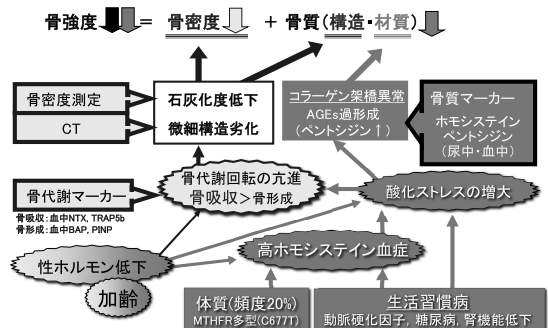 骨強度 = 骨密度 + 骨質(構造・材質)
骨密度測定
CT
石灰化度低下
微細構造劣化
コラーゲン架橋異常
AGEs過形成
(ペントシジン↑)
骨質マーカー
ホモシステイン
ペントシジン
(尿中・血中)
骨代謝マーカー
骨吸収:血中NTX, TRAP5b
骨形成:血中BAP, PINP
骨代謝回転の亢進
骨吸収>骨形成
酸化ストレスの増大
性ホルモン低下
加齢
高ホモシステイン血症
体質(頻度20%)
MTHFR多型(C677T)
生活習慣病
動脈硬化因子, 糖尿病, 腎機能低下